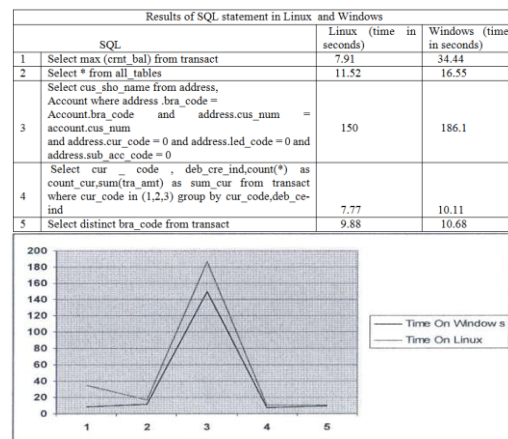 Results of SQL statement in Linux and Windows
SQL
Linux (time in seconds)
Windows (time in seconds)
1 Select max (crnt_bal) from transact 7.91 34.44
2 Select * from all_tables 11.52 16.55
Select cus_sho_name from address,
Account where address .bra_code =
3 Account.bra_code and address.cus_num = 150 186.1
account.cus_num
and address.cur_code = 0 and address.led_code = 0 and
address.sub_acc_code = 0
Select cur _ code , deb_cre_ind,count(*) as
4 count_cur,sum(tra_amt) as sum_cur from transact
where cur_code in (1,2,3) group by cur_code,deb_ce-
ind 7.77 10.11
5 Select distinct bra_code from transact 9.88 10.68
200
180
160
140
120
100
80
60
40
20
0
1 2 3 4 5
Time On Window s
Time On Linux